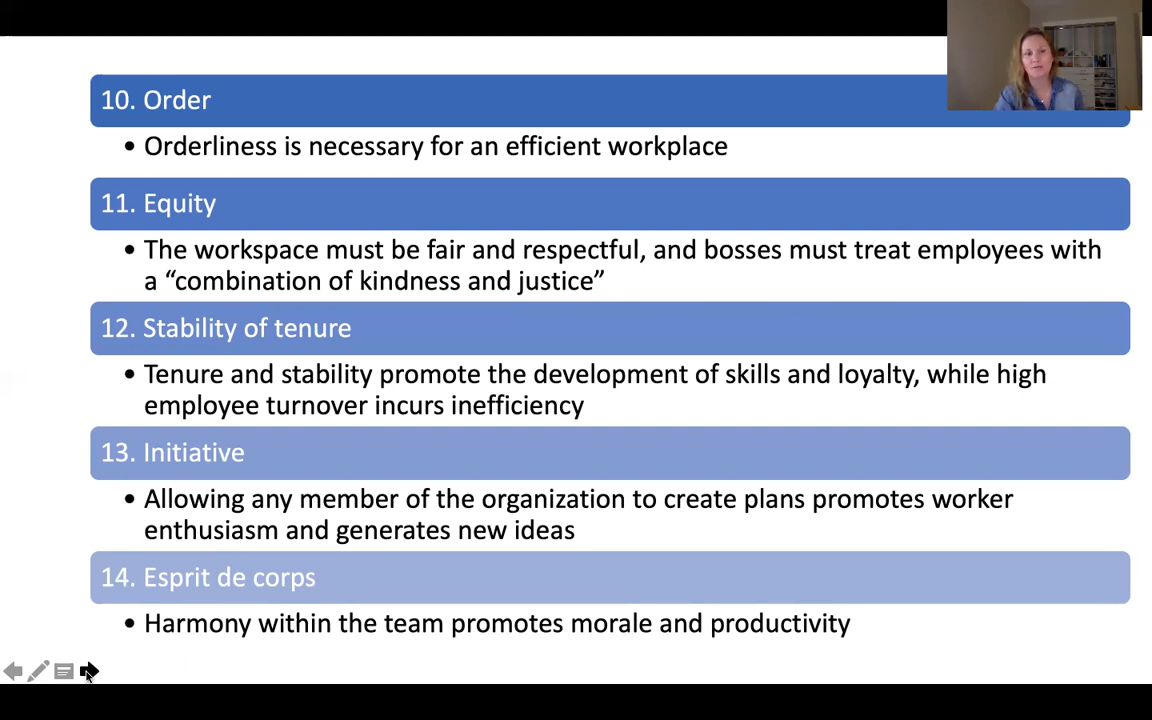 10. Order
• Orderliness is necessary for an efficient workplace
11. Equity
• The workspace must be fair and respectful, and bosses must treat employees with
a “combination of kindness and justice”
12. Stability of tenure
• Tenure and stability promote the development of skills and loyalty, while high
employee turnover incurs inefficiency
13. Initiative
• Allowing any member of the organization to create plans promotes worker
enthusiasm and generates new ideas
14. Esprit de corps
• Harmony within the team promotes morale and productivity